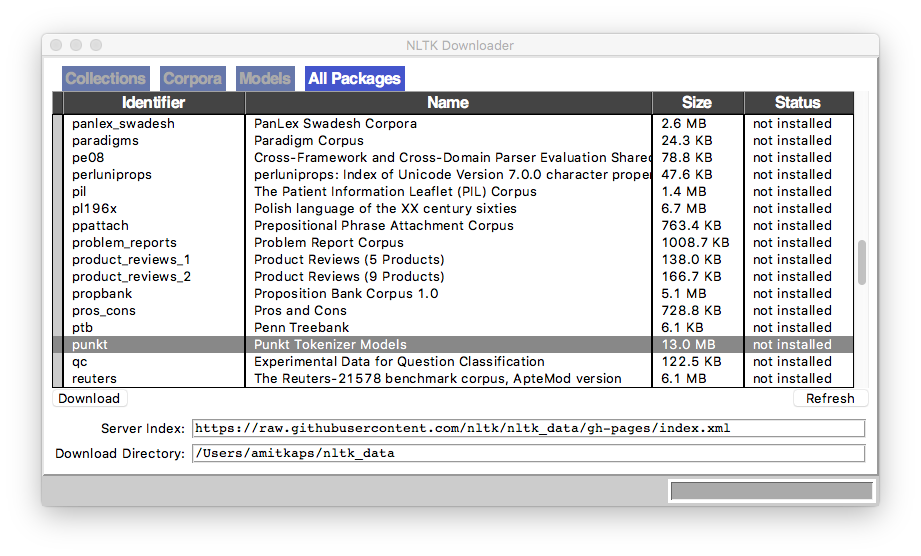 NLTK Downloader
Collections Corpora Models All Packages
Identifier Name Size Status
panlex_swadesh PanLex Swadesh Corpora 2.6 MB not installed
paradigms Paradigm Corpus 24.3 KB not installed
pe08 Cross-Framework and Cross-Domain Parser Evaluation Shared 78.8 KB not installed
perluniprops perluniprops: Index of Unicode Version 7.0.0 character proper 47.6 KB not installed
pil The Patient Information Leaflet (PIL) Corpus 1.4 MB not installed
pl196x Polish language of the XX century sixties 6.7 MB not installed
ppattach Prepositional Phrase Attachment Corpus 763.4 KB not installed
problem_reports Problem Report Corpus 1008.7 KB not installed
product_reviews_1 Product Reviews (5 Products) 138.0 KB not installed
product_reviews_2 Product Reviews (9 Products) 166.7 KB not installed
propbank Proposition Bank Corpus 1.0 5.1 MB not installed
pros_cons Pros and Cons 728.8 KB not installed
ptb Penn Treebank 6.1 KB not installed
punkt Punkt Tokenizer Models 13.0 MB not installed
qc Experimental Data for Question Classification 122.5 KB not installed
reuters The Reuters-21578 benchmark corpus, ApteMod version 6.1 MB not installed
Download Refresh
Server Index: https://raw.githubusercontent.com/nltk/nltk_data/gh-pages/index.xml
Download Directory: /Users/amitkaps/nltk_data